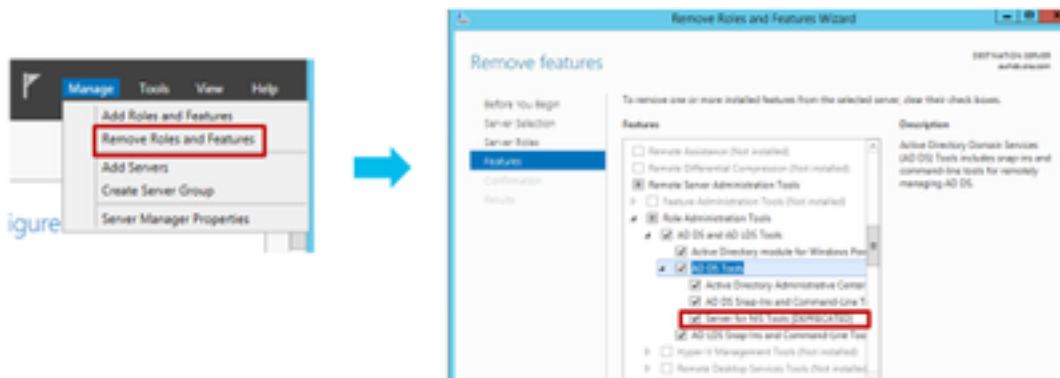 Manage Tools View Help
Add Roles and Features
Remove Roles and Features
Add Servers
Create Server Group
Server Manager Properties
igure
Remove Roles and Features Wizard
Remove features
DESTINATION SERVER
Before You Begin
Server Selection
Server Roles
Features
Confirmation
Results
To remove one or more installed features from the selected server, clear their check boxes.
Features
Remote Assistance (Not installed)
Remote Differential Compression (Not installed)
Remote Server Administration Tools
Feature Administration Tools (Not installed)
Role Administration Tools
AD DS and AD LDS Tools
Active Directory module for Windows Pow
AD DS Tools
Active Directory Administrative Center
AD DS Snap-Ins and Command-Line T
Server for NIS Tools [DEPRECATED]
AD LDS Snap-Ins and Command-Line Too
Hyper-V Management Tools (Not installed)
Remote Desktop Services Tools (Not installed
Description
Active Directory Domain Services
(AD DS) Tools includes snap-ins and
command-line tools for remotely
managing AD DS.